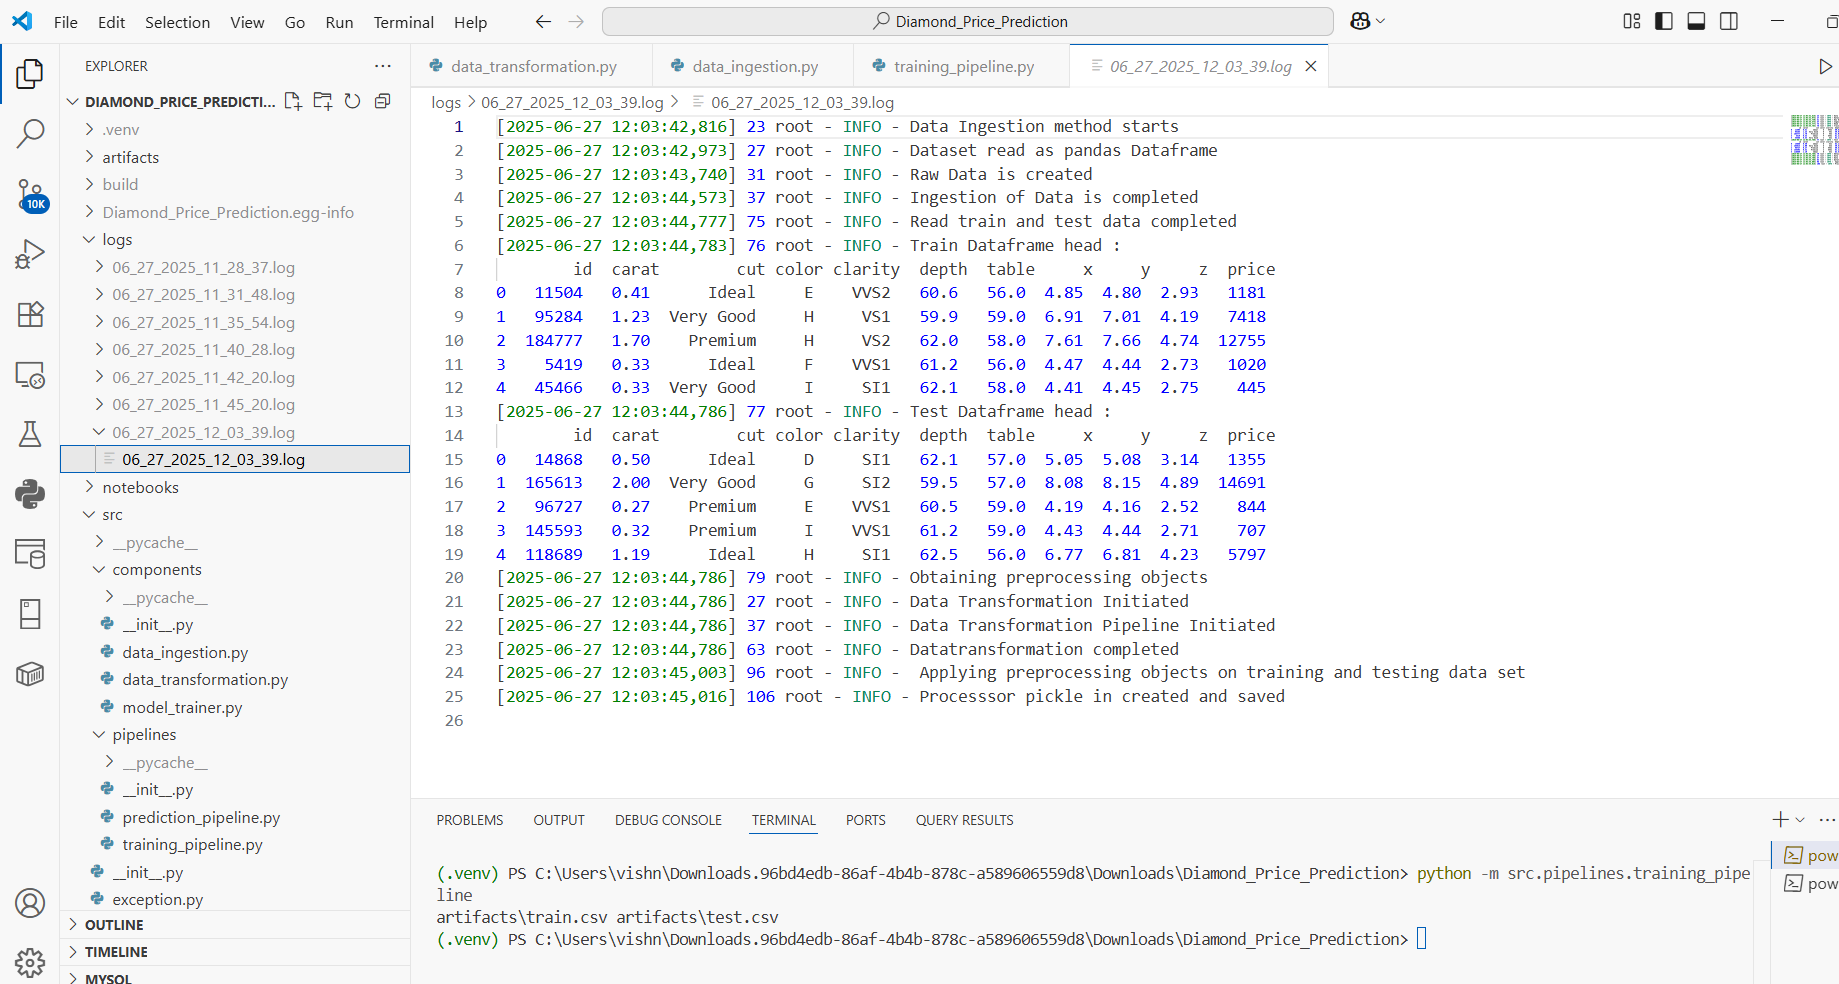 File Edit Selection View Go Run Terminal Help
Diamond_Price_Prediction
EXPLORER
DIAMOND_PRICE_PREDICTI...
.venv
artifacts
build
Diamond_Price_Prediction.egg-info
logs
06_27_2025_11_28_37.log
06_27_2025_11_31_48.log
06_27_2025_11_35_54.log
06_27_2025_11_40_28.log
06_27_2025_11_42_20.log
06_27_2025_11_45_20.log
06_27_2025_12_03_39.log
06_27_2025_12_03_39.log
notebooks
src
__pycache__
components
__pycache__
__init__.py
data_ingestion.py
data_transformation.py
model_trainer.py
pipelines
__pycache__
__init__.py
prediction_pipeline.py
training_pipeline.py
__init__.py
exception.py
OUTLINE
TIMELINE
MYSQL
10K
data_transformation.py data_ingestion.py training_pipeline.py 06_27_2025_12_03_39.log
logs > 06_27_2025_12_03_39.log > 06_27_2025_12_03_39.log
1 [2025-06-27 12:03:42,816] 23 root - INFO - Data Ingestion method starts
2 [2025-06-27 12:03:42,973] 27 root - INFO - Dataset read as pandas Dataframe
3 [2025-06-27 12:03:43,740] 31 root - INFO - Raw Data is created
4 [2025-06-27 12:03:44,573] 37 root - INFO - Ingestion of Data is completed
5 [2025-06-27 12:03:44,777] 75 root - INFO - Read train and test data completed
6 [2025-06-27 12:03:44,783] 76 root - INFO - Train Dataframe head :
7 id carat cut color clarity depth table x y z price
8 0 11504 0.41 Ideal E VVS2 60.6 56.0 4.85 4.80 2.93 1181
9 1 95284 1.23 Very Good H VS1 59.9 59.0 6.91 7.01 4.19 7418
10 2 184777 1.70 Premium H VS2 62.0 58.0 7.61 7.66 4.74 12755
11 3 5419 0.33 Ideal F VVS1 61.2 56.0 4.47 4.44 2.73 1020
12 4 45466 0.33 Very Good I SI1 62.1 58.0 4.41 4.45 2.75 445
13 [2025-06-27 12:03:44,786] 77 root - INFO - Test Dataframe head :
14 id carat cut color clarity depth table x y z price
15 0 14868 0.50 Ideal D SI1 62.1 57.0 5.05 5.08 3.14 1355
16 1 165613 2.00 Very Good G SI2 59.5 57.0 8.08 8.15 4.89 14691
17 2 96727 0.27 Premium E VVS1 60.5 59.0 4.19 4.16 2.52 844
18 3 145593 0.32 Premium I VVS1 61.2 59.0 4.43 4.44 2.71 707
19 4 118689 1.19 Ideal H SI1 62.5 56.0 6.77 6.81 4.23 5797
20 [2025-06-27 12:03:44,786] 79 root - INFO - Obtaining preprocessing objects
21 [2025-06-27 12:03:44,786] 27 root - INFO - Data Transformation Initiated
22 [2025-06-27 12:03:44,786] 37 root - INFO - Data Transformation Pipeline Initiated
23 [2025-06-27 12:03:44,786] 63 root - INFO - Datatransformation completed
24 [2025-06-27 12:03:45,003] 96 root - INFO -  Applying preprocessing objects on training and testing data set
25 [2025-06-27 12:03:45,016] 106 root - INFO - Processsor pickle in created and saved
26
PROBLEMS OUTPUT DEBUG CONSOLE TERMINAL PORTS QUERY RESULTS
(.venv) PS C:\Users\vishn\Downloads.96bd4edb-86af-4b4b-878c-a589606559d8\Downloads\Diamond_Price_Prediction> python -m src.pipelines.training_pipe
line
artifacts\train.csv artifacts\test.csv
(.venv) PS C:\Users\vishn\Downloads.96bd4edb-86af-4b4b-878c-a589606559d8\Downloads\Diamond_Price_Prediction>
pow
pow